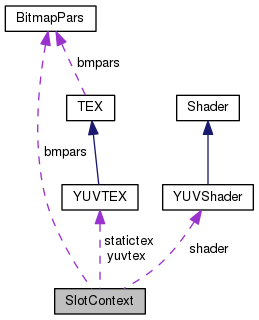 BitmapPars
bmpars
TEX
Shader
bmpars
YUVTEX
YUVShader
statictex
yuvtex
shader
SlotContext